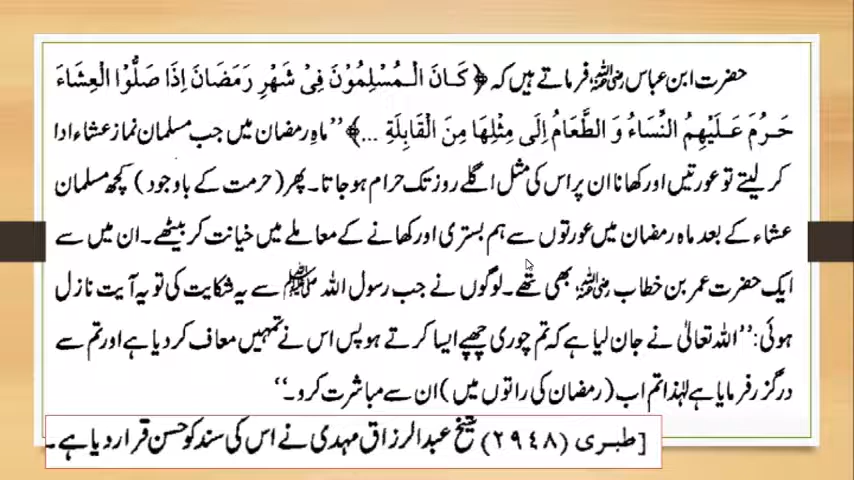 حضرت ابن عباس رضی اللہ عنہ فرماتے ہیں کہ ﴿ كَانَ الْمُسْلِمُوْنَ فِيْ شَهْرِ رَمَضَانَ إِذَا صَلُّوْا الْعِشَاءَ
حَرُمَ عَلَيْهِمُ النِّسَاءُ وَ الطَّعَامُ إِلَى مِثْلِهَا مِنَ الْقَابِلَةِ ...﴾ ’’ماہِ رمضان میں جب مسلمان نماز عشاء ادا
کر لیتے تو عورتیں اور کھانا ان پر اس کی مثل اگلے روز تک حرام ہو جاتا۔ پھر (حرمت کے باوجود) کچھ مسلمان
عشاء کے بعد ماہ رمضان میں عورتوں سے ہم بستری اور کھانے کے معاملے میں خیانت کر بیٹھے۔ ان میں سے
ایک حضرت عمر بن خطاب رضی اللہ عنہ بھی تھے۔ لوگوں نے جب رسول اللہ ﷺ سے یہ شکایت کی تو یہ آیت نازل
ہوئی: ’’اللہ تعالیٰ نے جان لیا ہے کہ تم چوری چھپے ایسا کرتے ہو پس اس نے تمہیں معاف کر دیا ہے اور تم سے
درگزر فرمایا ہے لہٰذا تم اب (رمضان کی راتوں میں) ان سے مباشرت کرو۔‘‘
[طبری (۲۹۴۸) شیخ عبدالرزاق مہدی نے اس کی سند کو حسن قرار دیا ہے۔